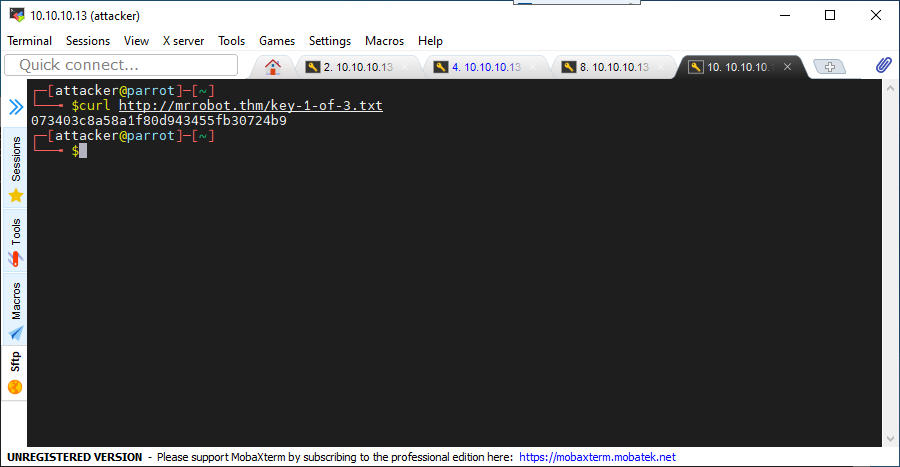 10.10.10.13 (attacker)
Terminal Sessions View X server Tools Games Settings Macros Help
Quick connect...
2. 10.10.10.13
4. 10.10.10.13
8. 10.10.10.13
10. 10.10.10.1
Sessions
Tools
Macros
Sftp
┌─[attacker@parrot]─[~]
└──╼ $curl http://mrrobot.thm/key-1-of-3.txt
073403c8a58a1f80d943455fb30724b9
┌─[attacker@parrot]─[~]
└──╼ $
UNREGISTERED VERSION - Please support MobaXterm by subscribing to the professional edition here: https://mobaxterm.mobatek.net